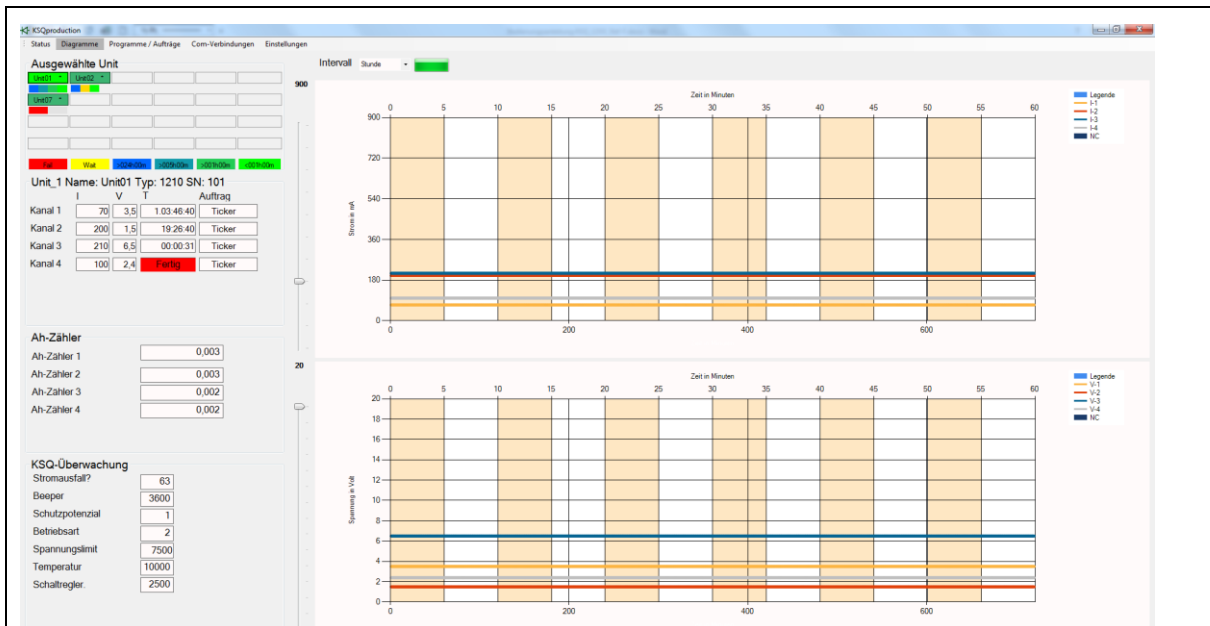 KSQproduction
Status Diagramme Programme / Aufträge Com-Verbindungen Einstellungen
Ausgewählte Unit
Unit01 Unit02
Unit07
Wait >024h00m >005h00m >001h00m <001h00m
Unit_1 Name: Unit01 Typ: 1210 SN: 101
I V T Auftrag
Kanal 1 70 3,5 1.03:46:40 Ticker
Kanal 2 200 1,5 19:26:40 Ticker
Kanal 3 210 6,5 00:00:31 Ticker
Kanal 4 100 2,4 Fertig Ticker
Ah-Zähler
Ah-Zähler 1 0,003
Ah-Zähler 2 0,003
Ah-Zähler 3 0,002
Ah-Zähler 4 0,002
KSQ-Überwachung
Stromausfall? 63
Beeper 3600
Schutzpotenzial 1
Betriebsart 2
Spannungslimit 7500
Temperatur 10000
Schaltregler. 2500
Intervall Stunde
900
Zeit in Minuten
0 5 10 15 20 25 30 35 40 45 50 55 60
900
720
540
360
180
0
Strom in mA
0 200 400 600
Legende
I-1
I-2
I-3
I-4
NC
20
Zeit in Minuten
0 5 10 15 20 25 30 35 40 45 50 55 60
20
18
16
14
12
10
8
6
4
2
0
Spannung in Volt
0 200 400 600
Legende
V-1
V-2
V-3
V-4
NC